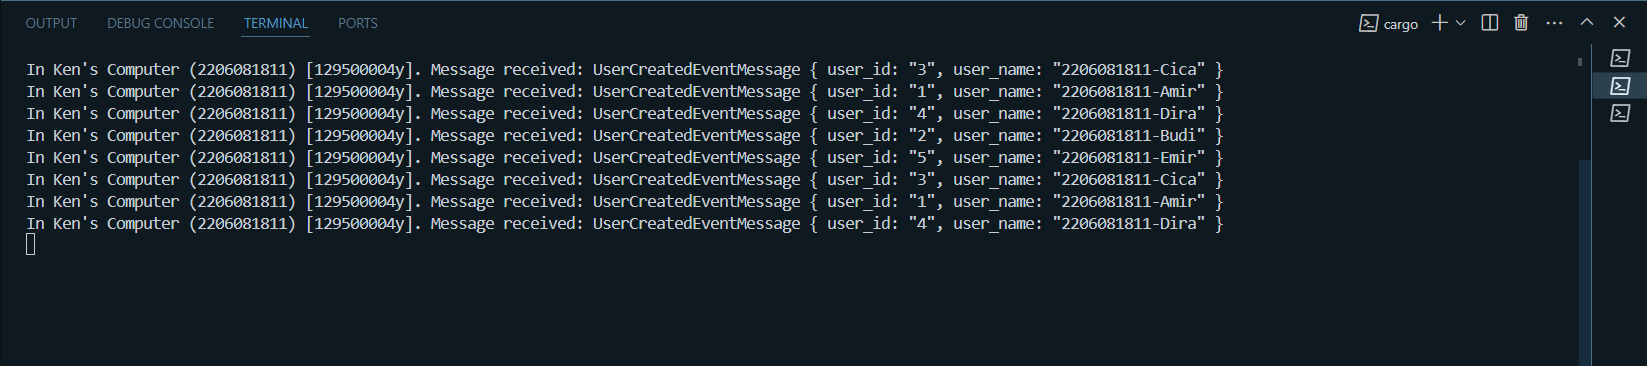 OUTPUT DEBUG CONSOLE TERMINAL PORTS cargo
In Ken's Computer (2206081811) [129500004y]. Message received: UserCreatedEventMessage { user_id: "3", user_name: "2206081811-Cica" }
In Ken's Computer (2206081811) [129500004y]. Message received: UserCreatedEventMessage { user_id: "1", user_name: "2206081811-Amir" }
In Ken's Computer (2206081811) [129500004y]. Message received: UserCreatedEventMessage { user_id: "4", user_name: "2206081811-Dira" }
In Ken's Computer (2206081811) [129500004y]. Message received: UserCreatedEventMessage { user_id: "2", user_name: "2206081811-Budi" }
In Ken's Computer (2206081811) [129500004y]. Message received: UserCreatedEventMessage { user_id: "5", user_name: "2206081811-Emir" }
In Ken's Computer (2206081811) [129500004y]. Message received: UserCreatedEventMessage { user_id: "3", user_name: "2206081811-Cica" }
In Ken's Computer (2206081811) [129500004y]. Message received: UserCreatedEventMessage { user_id: "1", user_name: "2206081811-Amir" }
In Ken's Computer (2206081811) [129500004y]. Message received: UserCreatedEventMessage { user_id: "4", user_name: "2206081811-Dira" }